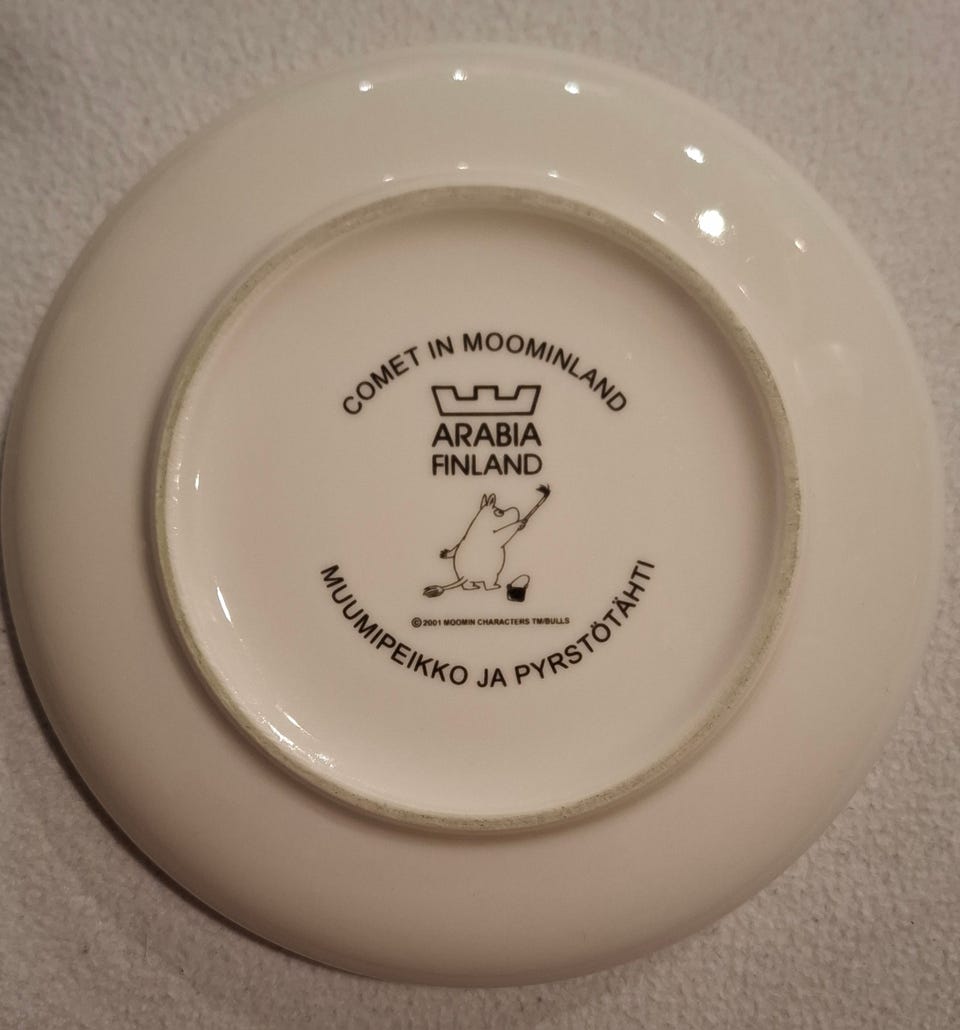 COMET IN MOOMINLAND
ARABIA
FINLAND
© 2001 MOOMIN CHARACTERS TM/BULLS
MUUMIPEIKKO JA PYRSTÖTÄHTI